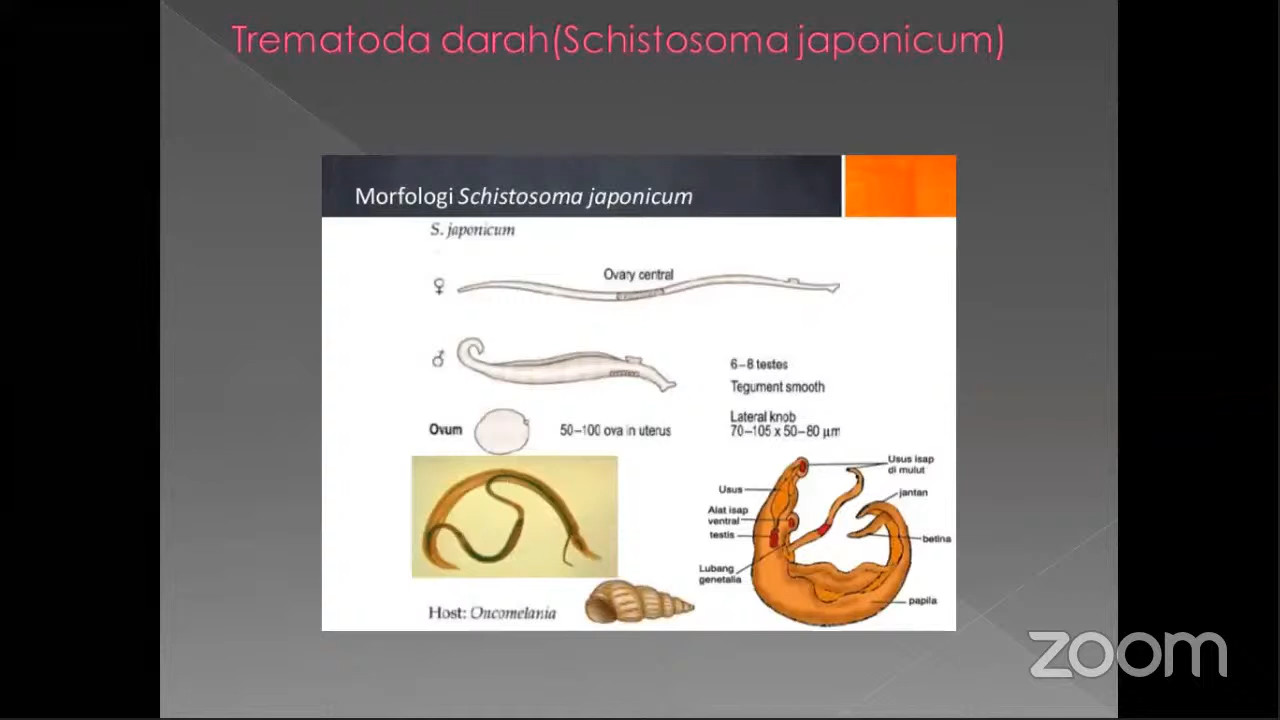 Trematoda darah(Schistosoma japonicum)
Morfologi Schistosoma japonicum
S. japonicum
♀
Ovary central
♂
6–8 testes
Tegument smooth
Ovum
50–100 ova in uterus
Lateral knob
70–105 x 50–80 µm
Usus isap
di mulut
Usus
jantan
Alat isap
ventral
testis
betina
Lubang
genetalia
papila
Host: Oncomelania
zoom